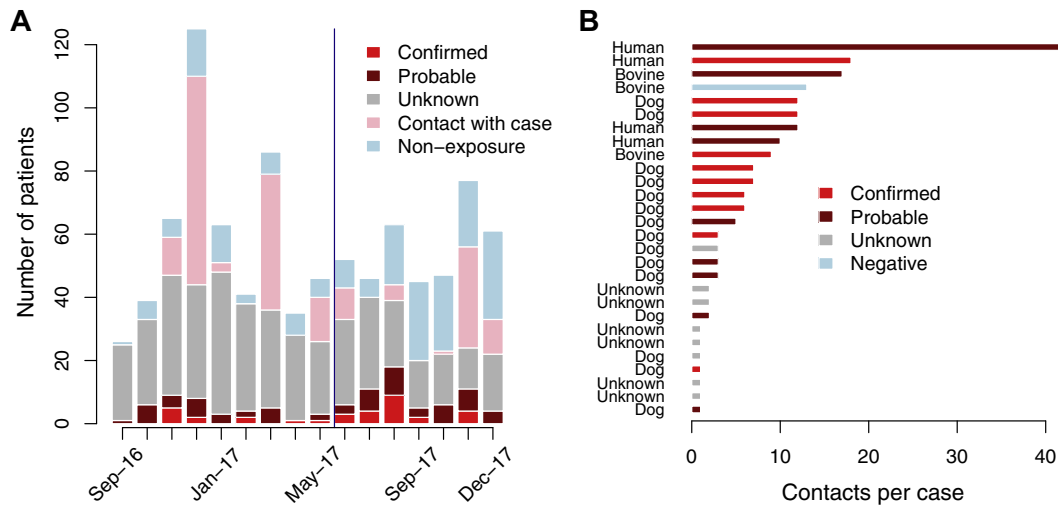 A
Number of patients
0
20
40
60
80
100
120
Confirmed
Probable
Unknown
Contact with case
Non−exposure
Sep−16
Jan−17
May−17
Sep−17
Dec−17
B
Human
Human
Bovine
Bovine
Dog
Dog
Human
Human
Bovine
Dog
Dog
Dog
Dog
Dog
Dog
Dog
Dog
Dog
Unknown
Unknown
Dog
Unknown
Unknown
Dog
Dog
Unknown
Unknown
Dog
Confirmed
Probable
Unknown
Negative
0
10
20
30
40
Contacts per case